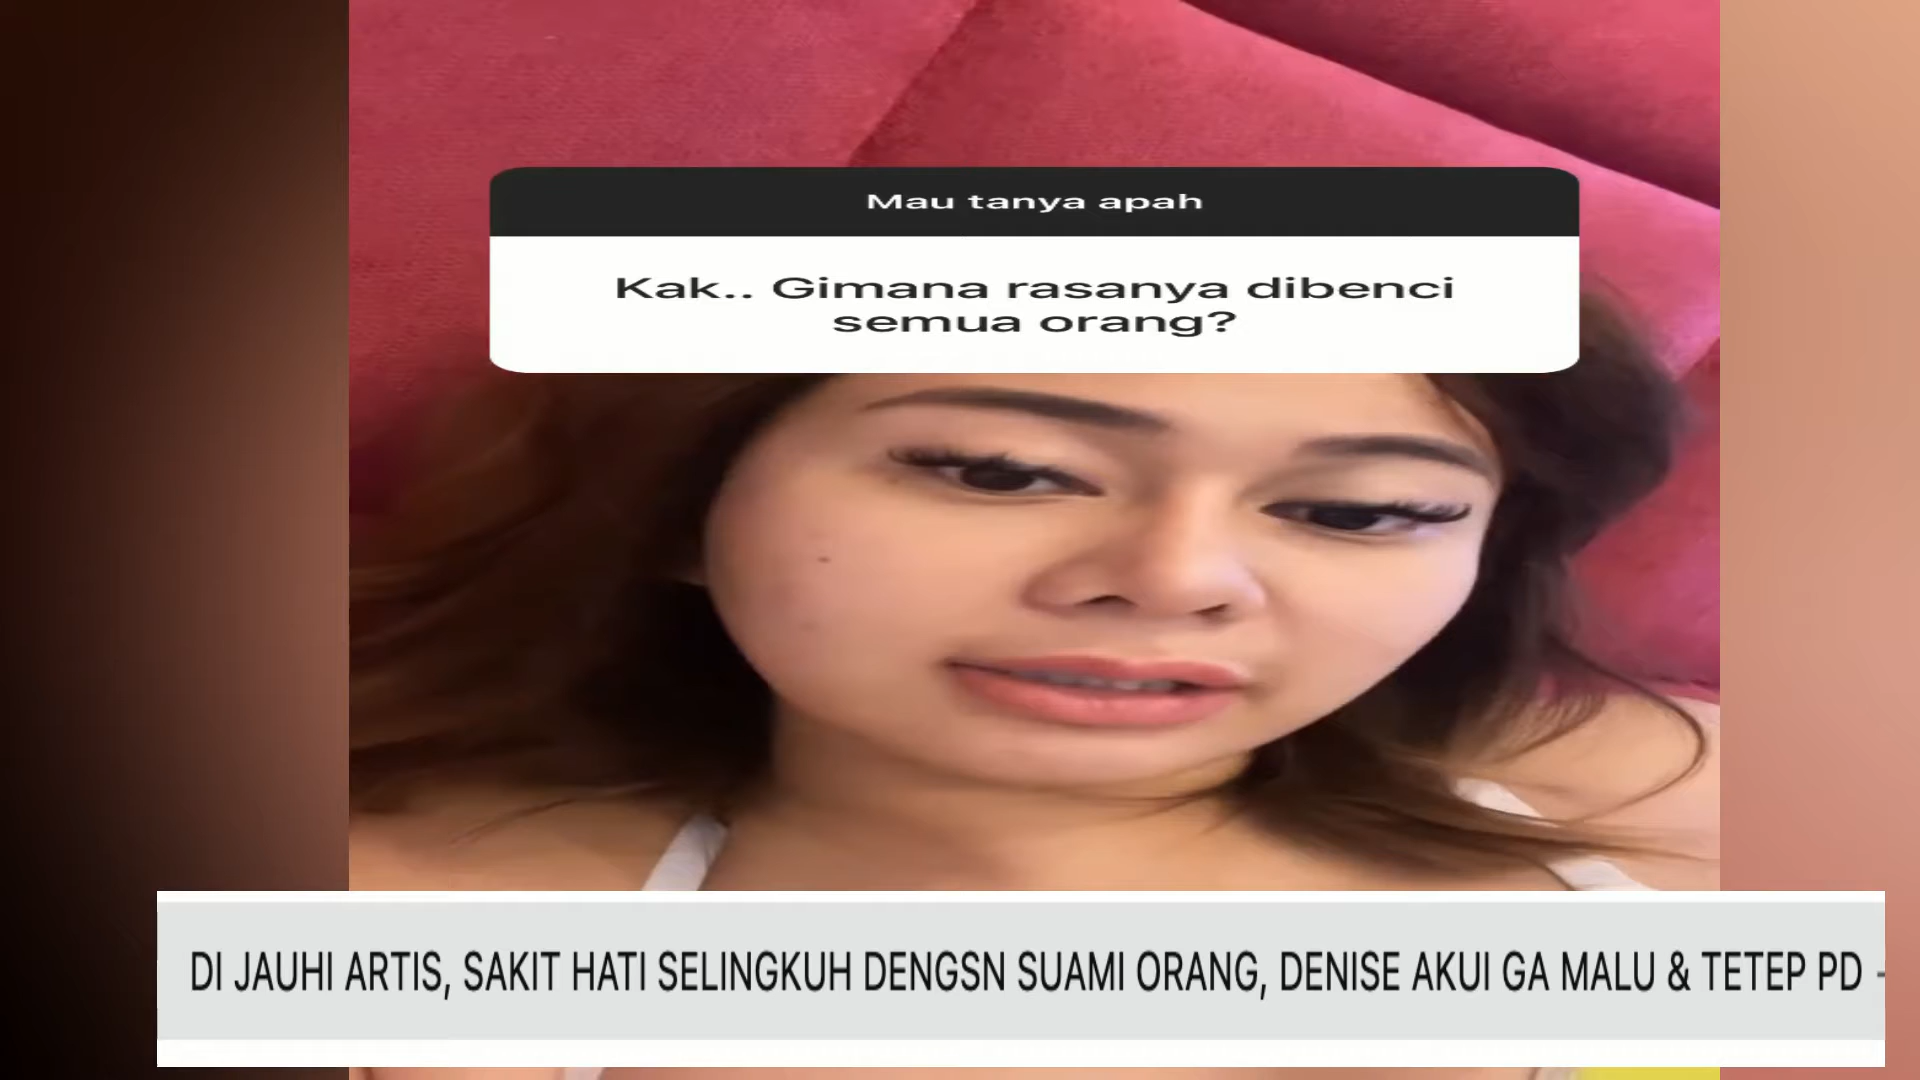 Mau tanya apah
Kak.. Gimana rasanya dibenci
semua orang?
DI JAUHI ARTIS, SAKIT HATI SELINGKUH DENGSN SUAMI ORANG, DENISE AKUI GA MALU & TETEP PD -